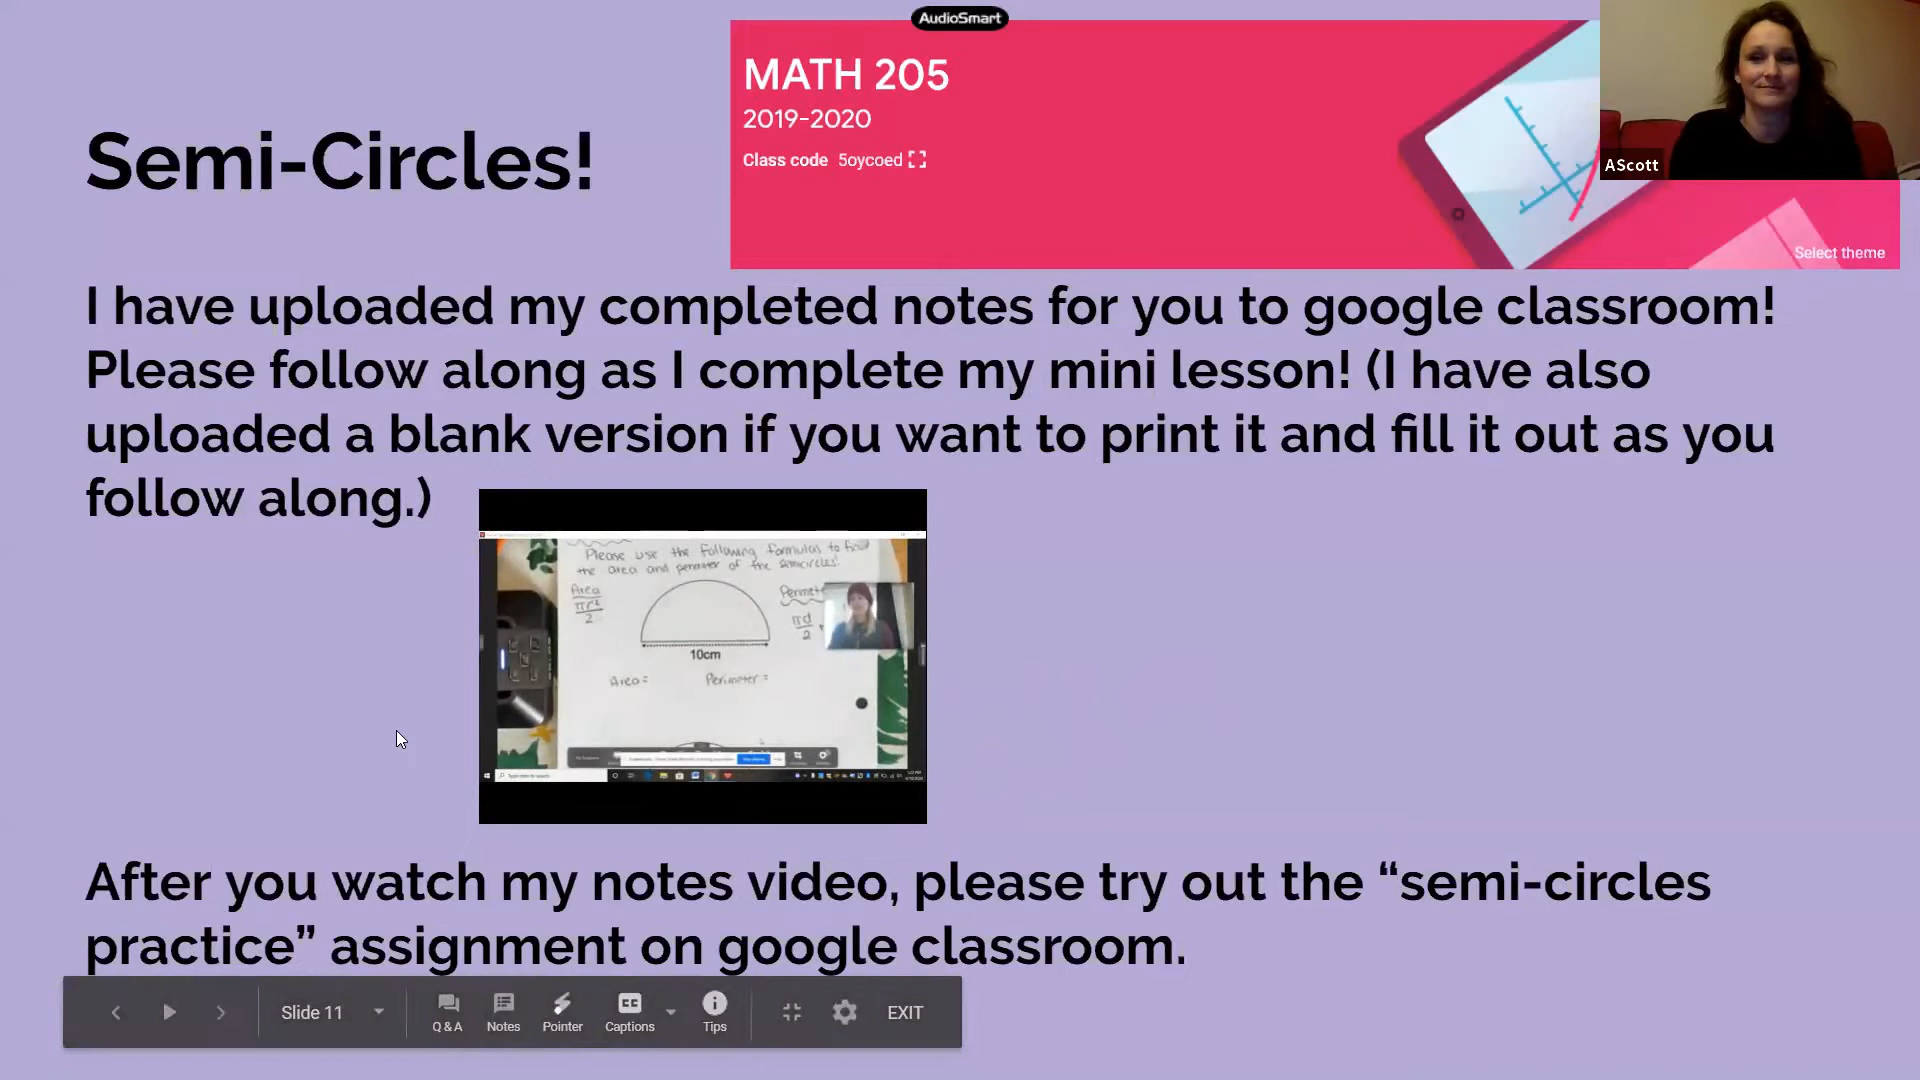 AudioSmart
MATH 205
2019-2020
Class code 5oycoed
Select theme
AScott
Semi-Circles!
I have uploaded my completed notes for you to google classroom!
Please follow along as I complete my mini lesson! (I have also
uploaded a blank version if you want to print it and fill it out as you
follow along.)
Please use the following formulas to find
the area and perimeter of the semicircles!
Area
πr²
2
πd
2
10cm
Area =
Perimeter =
After you watch my notes video, please try out the “semi-circles
practice” assignment on google classroom.
Slide 11
Q & A
Notes
Pointer
Captions
Tips
EXIT